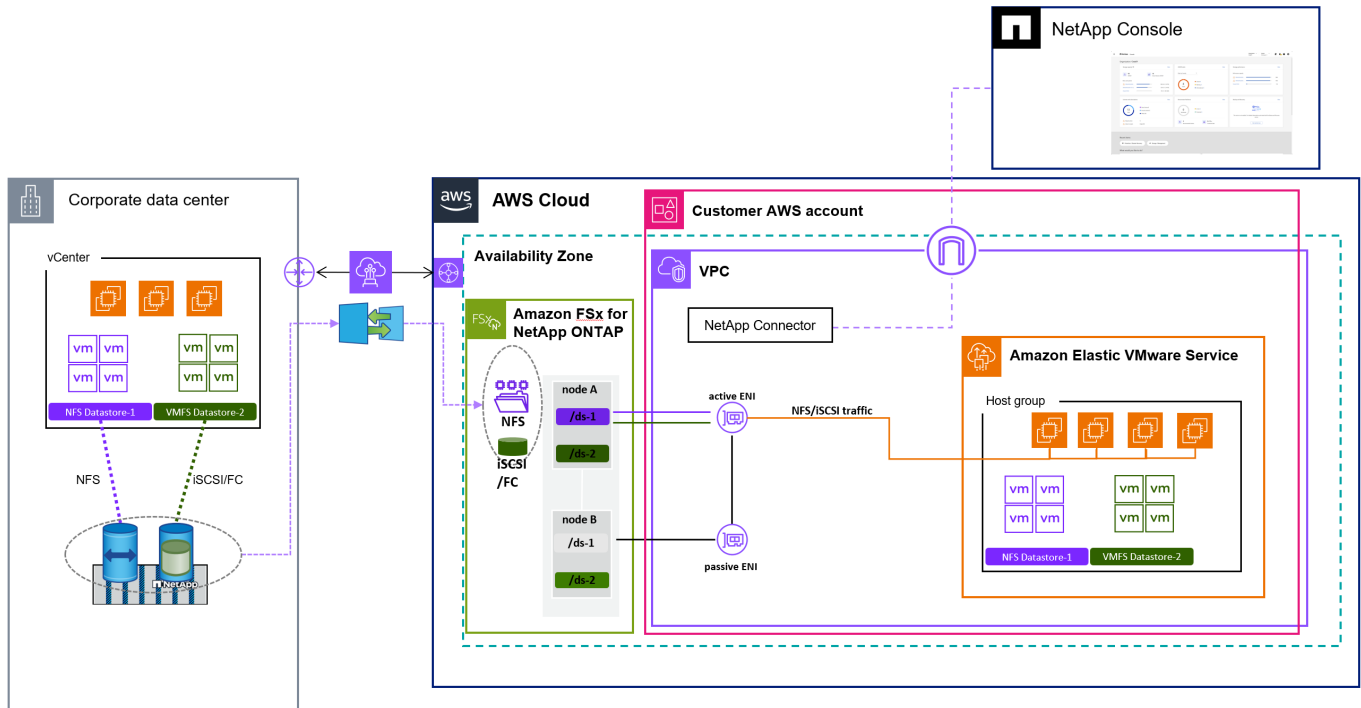 NetApp Console
Corporate data center
vCenter
vm vm
vm vm
vm vm
vm vm
NFS Datastore-1
VMFS Datastore-2
NFS
iSCSI/FC
NetApp
aws
AWS Cloud
Availability Zone
Customer AWS account
VPC
FSx
N
Amazon FSx for
NetApp ONTAP
NFS
iSCSI
/FC
node A
/ds-1
/ds-2
node B
/ds-1
/ds-2
NetApp Connector
active ENI
NFS/iSCSI traffic
passive ENI
Amazon Elastic VMware Service
Host group
vm vm
vm vm
vm vm
vm vm
NFS Datastore-1
VMFS Datastore-2